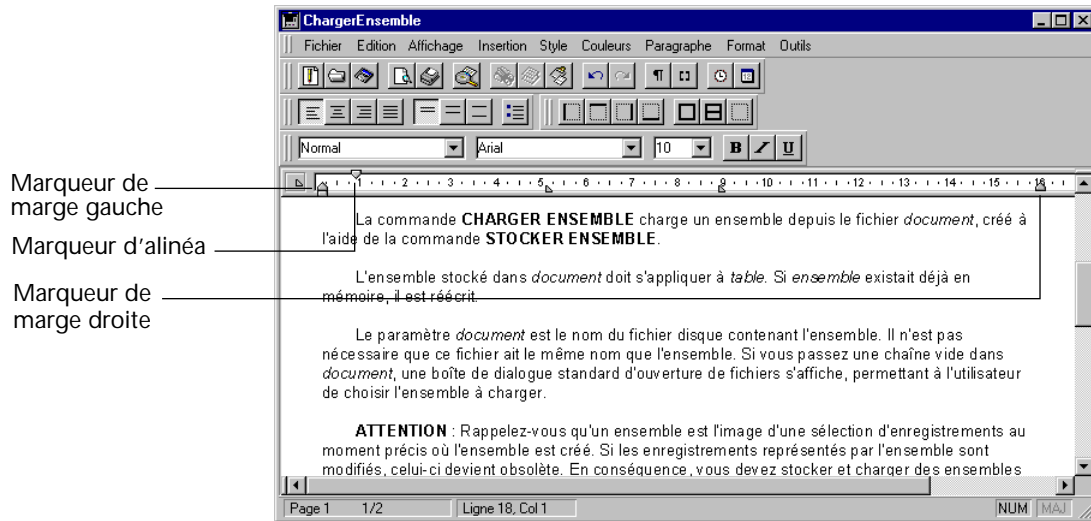 ChargerEnsemble
Fichier Edition Affichage Insertion Style Couleurs Paragraphe Format Outils
Normal Arial 10 B I U
1 2 3 4 5 6 7 8 9 10 11 12 13 14 15 16
Marqueur de
marge gauche
Marqueur d'alinéa
Marqueur de
marge droite
La commande CHARGER ENSEMBLE charge un ensemble depuis le fichier document, créé à
l'aide de la commande STOCKER ENSEMBLE.
L'ensemble stocké dans document doit s'appliquer à table. Si ensemble existait déjà en
mémoire, il est réécrit.
Le paramètre document est le nom du fichier disque contenant l'ensemble. Il n'est pas
nécessaire que ce fichier ait le même nom que l'ensemble. Si vous passez une chaîne vide dans
document, une boîte de dialogue standard d'ouverture de fichiers s'affiche, permettant à l'utilisateur
de choisir l'ensemble à charger.
ATTENTION : Rappelez-vous qu'un ensemble est l'image d'une sélection d'enregistrements au
moment précis où l'ensemble est créé. Si les enregistrements représentés par l'ensemble sont
modifiés, celui-ci devient obsolète. En conséquence, vous devez stocker et charger des ensembles
Page 1 1/2 Ligne 18, Col 1 NUM MAJ